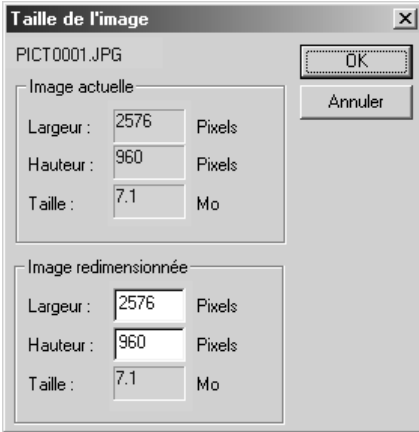 Taille de l'image
PICT0001.JPG
OK
Annuler
Image actuelle
Largeur : 2576 Pixels
Hauteur : 960 Pixels
Taille : 7.1 Mo
Image redimensionnée
Largeur : 2576 Pixels
Hauteur : 960 Pixels
Taille : 7.1 Mo